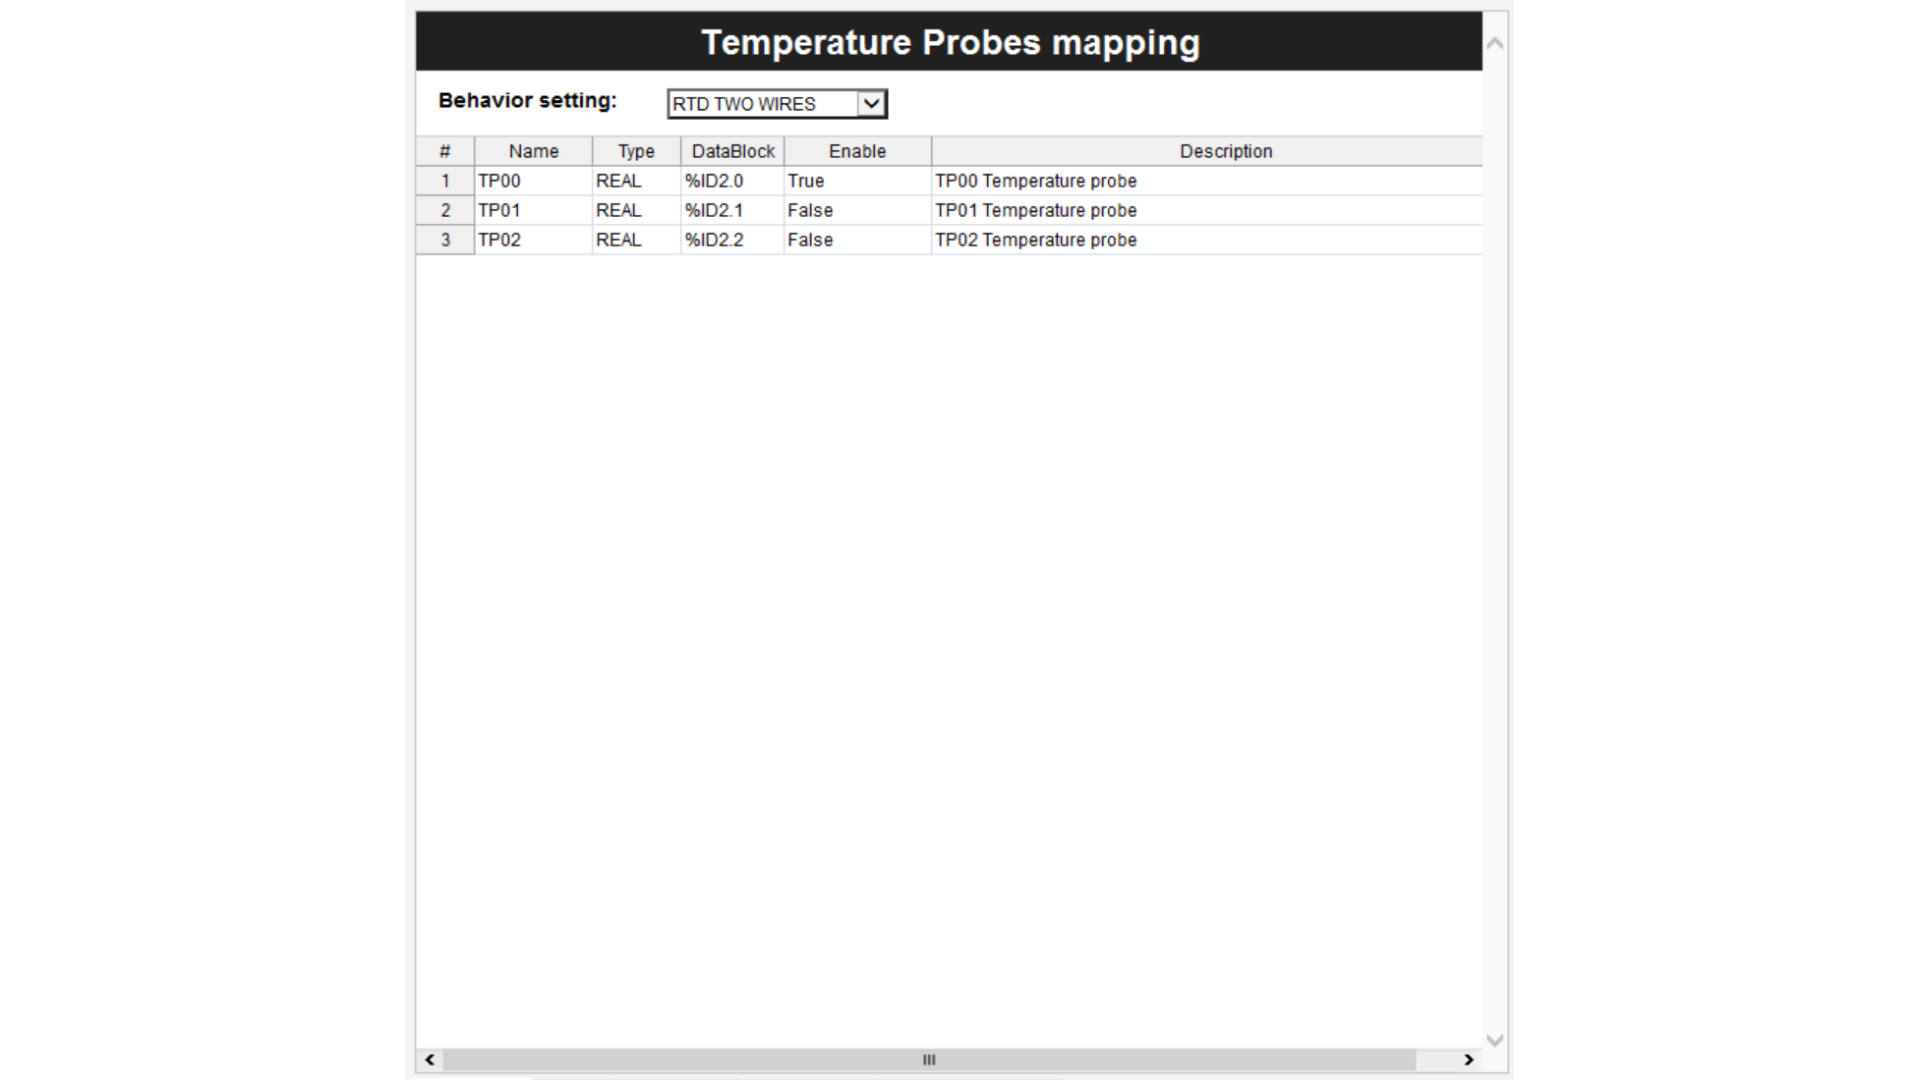 Temperature Probes mapping
Behavior setting: RTD TWO WIRES
# Name Type DataBlock Enable Description
1 TP00 REAL %ID2.0 True TP00 Temperature probe
2 TP01 REAL %ID2.1 False TP01 Temperature probe
3 TP02 REAL %ID2.2 False TP02 Temperature probe